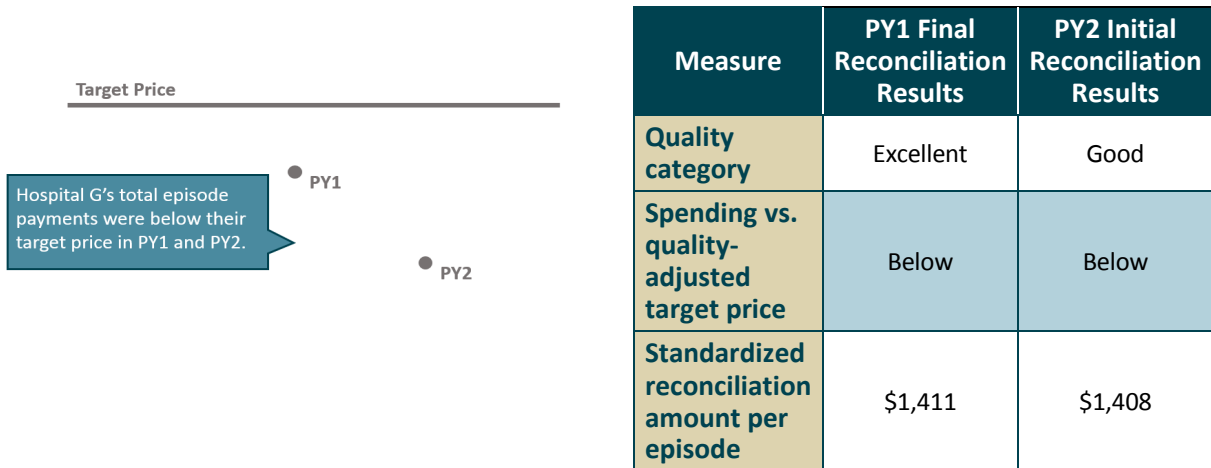 Target Price
PY1
Hospital G’s total episode
payments were below their
target price in PY1 and PY2.
PY2
Measure
PY1 Final
Reconciliation
Results
PY2 Initial
Reconciliation
Results
Quality
category
Excellent
Good
Spending vs.
quality-
adjusted
target price
Below
Below
Standardized
reconciliation
amount per
episode
$1,411
$1,408